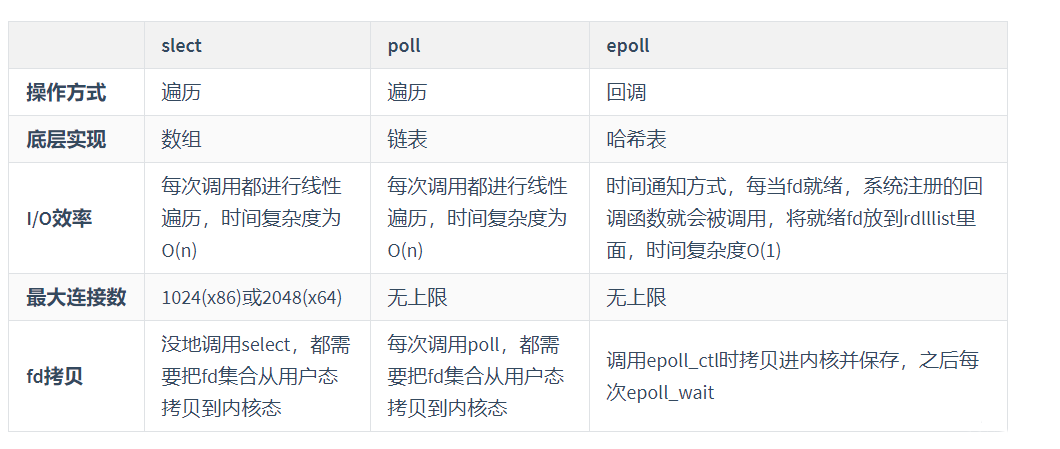 slect poll epoll
操作方式 遍历 遍历 回调
底层实现 数组 链表 哈希表
I/O效率
每次调用都进行线性
遍历，时间复杂度为
O(n)
每次调用都进行线性
遍历，时间复杂度为
O(n)
时间通知方式，每当fd就绪，系统注册的回
调函数就会被调用，将就绪fd放到rdlllist里
面，时间复杂度O(1)
最大连接数 1024(x86)或2048(x64) 无上限 无上限
fd拷贝
没地调用select，都需
要把fd集合从用户态
拷贝到内核态
每次调用poll，都需
要把fd集合从用户态
拷贝到内核态
调用epoll_ctl时拷贝进内核并保存，之后每
次epoll_wait